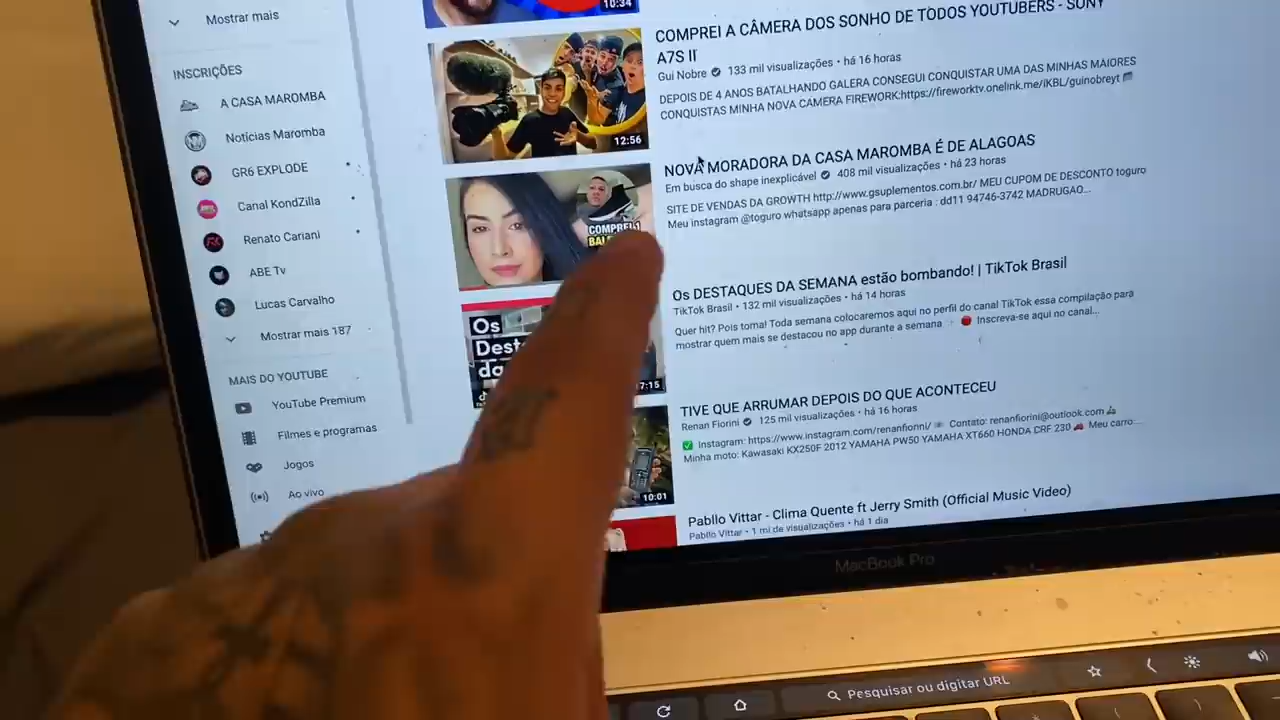 Mostrar mais
INSCRIÇÕES
A CASA MAROMBA
Notícias Maromba
GR6 EXPLODE
Canal KondZilla
Renato Cariani
ABE Tv
Lucas Carvalho
Mostrar mais 187
MAIS DO YOUTUBE
YouTube Premium
Filmes e programas
Jogos
Ao vivo
10:34
COMPREI A CÂMERA DOS SONHO DE TODOS YOUTUBERS - SONY
A7S II
Gui Nobre 133 mil visualizações • há 16 horas
DEPOIS DE 4 ANOS BATALHANDO GALERA CONSEGUI CONQUISTAR UMA DAS MINHAS MAIORES
CONQUISTAS MINHA NOVA CAMERA FIREWORK:https://fireworktv.onelink.me/iKBL/guinobreyt
12:56
NOVA MORADORA DA CASA MAROMBA É DE ALAGOAS
Em busca do shape inexplicável 408 mil visualizações • há 23 horas
SITE DE VENDAS DA GROWTH http://www.gsuplementos.com.br/ MEU CUPOM DE DESCONTO toguro
Meu instagram @toguro whatsapp apenas para parceria : dd11 94746-3742 MADRUGAO...
COMPREI
Os DESTAQUES DA SEMANA estão bombando! | TikTok Brasil
TikTok Brasil • 132 mil visualizações • há 14 horas
Quer hit? Pois toma! Toda semana colocaremos aqui no perfil do canal TikTok essa compilação para
mostrar quem mais se destacou no app durante a semana Inscreva-se aqui no canal...
Os
Dest
da
7:15
TIVE QUE ARRUMAR DEPOIS DO QUE ACONTECEU
Renan Fiorini 125 mil visualizações • há 16 horas
Instagram: https://www.instagram.com/renanfiorini/ Contato: renanfiorini@outlook.com
Minha moto: Kawasaki KX250F 2012 YAMAHA PW50 YAMAHA XT660 HONDA CRF 230 Meu carro...
10:01
Pabllo Vittar - Clima Quente ft Jerry Smith (Official Music Video)
Pabllo Vittar • 1 mi de visualizações • há 1 dia
MacBook Pro
Pesquisar ou digitar URL